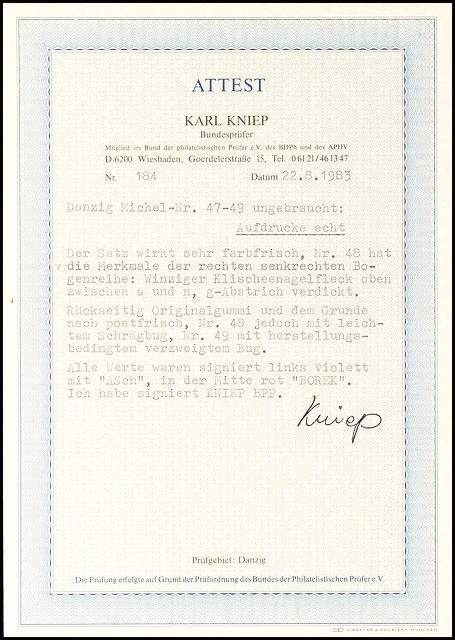 ATTEST
KARL KNIEP
Bundesprüfer
Mitglied im Bund der philatelistischen Prüfer e.V. des BDPh und des APHV
D-6200 Wiesbaden, Goerdelerstraße 15, Tel. 06121/461347
Nr. 184 Datum 22.8.1983
Danzig Michel-Nr. 47-49 ungebraucht:
Aufdrucke echt
Der Satz wirkt sehr farbfrisch, Nr. 48 hat
die Merkmale der rechten senkrechten Bo-
genreihe: Winziger Klischeenagelfleck oben
zwischen a und n, g-Abstrich verdickt.
Rückseitig Originalgummi und dem Grunde
nach postfrisch, Nr. 48 jedoch mit leich-
tem Schrägbug, Nr. 49 mit herstellungs-
bedingtem verzweigtem Bug.
Alle Werte waren signiert links Violett
mit "ASch", in der Mitte rot "BOREK".
Ich habe signiert KNIEP BPP.
Kniep
Prüfgebiet: Danzig
Die Prüfung erfolgte auf Grund der Prüfordnung des Bundes der Philatelistischen Prüfer e.V.
GIESECKE & DEVRIENT MÜNCHEN